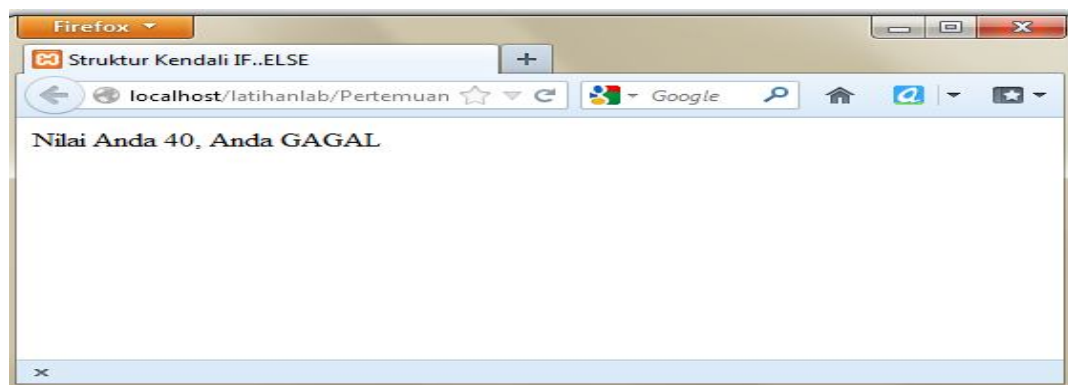 Firefox
Struktur Kendali IF..ELSE
localhost/latihanlab/Pertemuan
Google
Nilai Anda 40, Anda GAGAL